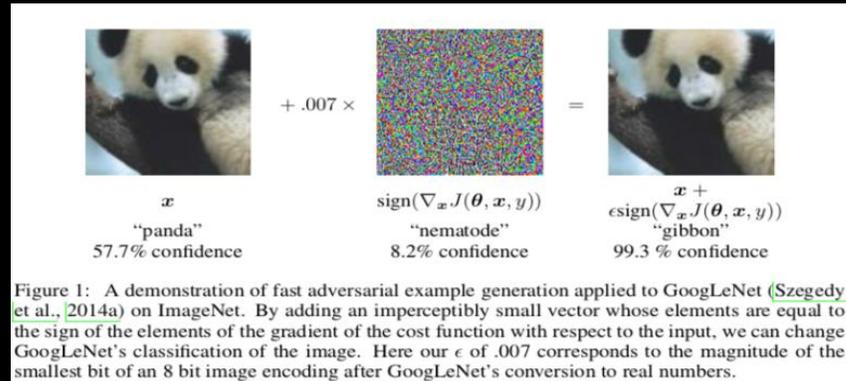 + .007 ×
=
x
sign(∇ₓJ(θ, x, y))
x +
ϵsign(∇ₓJ(θ, x, y))
“panda”
“nematode”
“gibbon”
57.7% confidence
8.2% confidence
99.3 % confidence
Figure 1: A demonstration of fast adversarial example generation applied to GoogLeNet (Szegedy
et al., 2014a) on ImageNet. By adding an imperceptibly small vector whose elements are equal to
the sign of the elements of the gradient of the cost function with respect to the input, we can change
GoogLeNet’s classification of the image. Here our ϵ of .007 corresponds to the magnitude of the
smallest bit of an 8 bit image encoding after GoogLeNet’s conversion to real numbers.